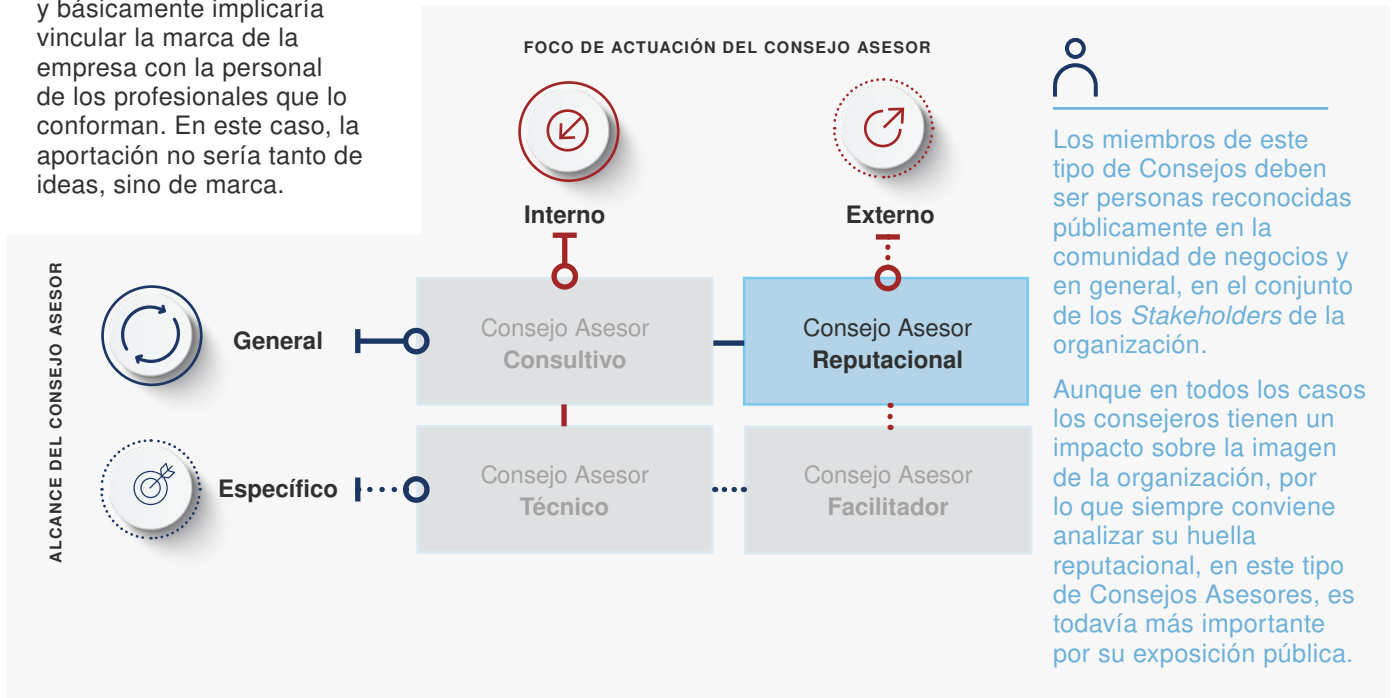 y básicamente implicaría
vincular la marca de la
empresa con la personal
de los profesionales que lo
conforman. En este caso, la
aportación no sería tanto de
ideas, sino de marca.
FOCO DE ACTUACIÓN DEL CONSEJO ASESOR
Interno
Externo
ALCANCE DEL CONSEJO ASESOR
General
Consejo Asesor
Consultivo
Consejo Asesor
Reputacional
Específico
Consejo Asesor
Técnico
Consejo Asesor
Facilitador
Los miembros de este
tipo de Consejos deben
ser personas reconocidas
públicamente en la
comunidad de negocios y
en general, en el conjunto
de los Stakeholders de la
organización.
Aunque en todos los casos
los consejeros tienen un
impacto sobre la imagen
de la organización, por
lo que siempre conviene
analizar su huella
reputacional, en este tipo
de Consejos Asesores, es
todavía más importante
por su exposición pública.